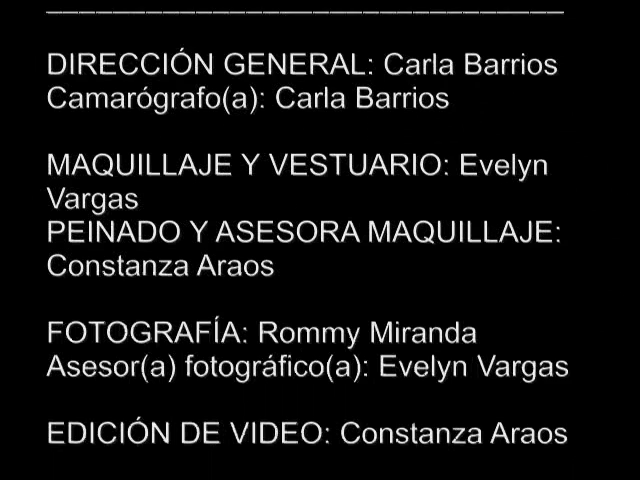 DIRECCIÓN GENERAL: Carla Barrios
Camarógrafo(a): Carla Barrios
MAQUILLAJE Y VESTUARIO: Evelyn
Vargas
PEINADO Y ASESORA MAQUILLAJE:
Constanza Araos
FOTOGRAFÍA: Rommy Miranda
Asesor(a) fotográfico(a): Evelyn Vargas
EDICIÓN DE VIDEO: Constanza Araos